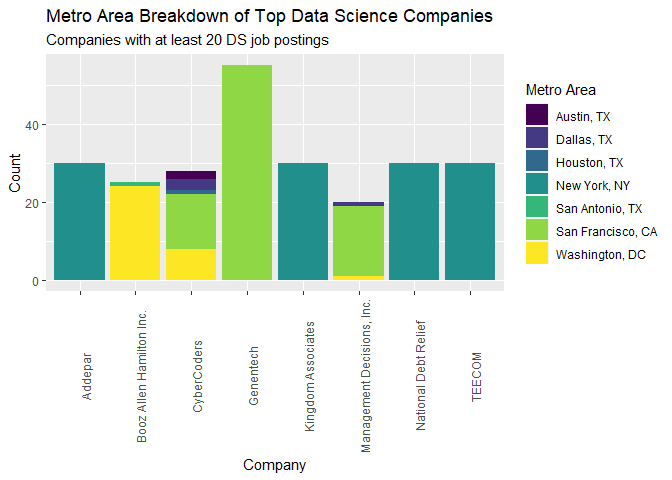 Metro Area Breakdown of Top Data Science Companies
Companies with at least 20 DS job postings
Count
40
20
0
Addepar
Booz Allen Hamilton Inc.
CyberCoders
Genentech
Kingdom Associates
Management Decisions, Inc.
National Debt Relief
TEECOM
Company
Metro Area
Austin, TX
Dallas, TX
Houston, TX
New York, NY
San Antonio, TX
San Francisco, CA
Washington, DC